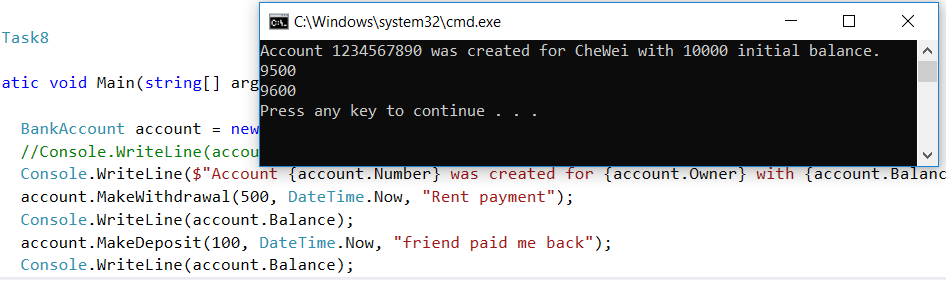 Task8
atic void Main(string[] arg
BankAccount account = new
//Console.WriteLine(accou
Console.WriteLine($"Account {account.Number} was created for {account.Owner} with {account.Balanc
account.MakeWithdrawal(500, DateTime.Now, "Rent payment");
Console.WriteLine(account.Balance);
account.MakeDeposit(100, DateTime.Now, "friend paid me back");
Console.WriteLine(account.Balance);
C:\Windows\system32\cmd.exe
Account 1234567890 was created for CheWei with 10000 initial balance.
9500
9600
Press any key to continue . . .